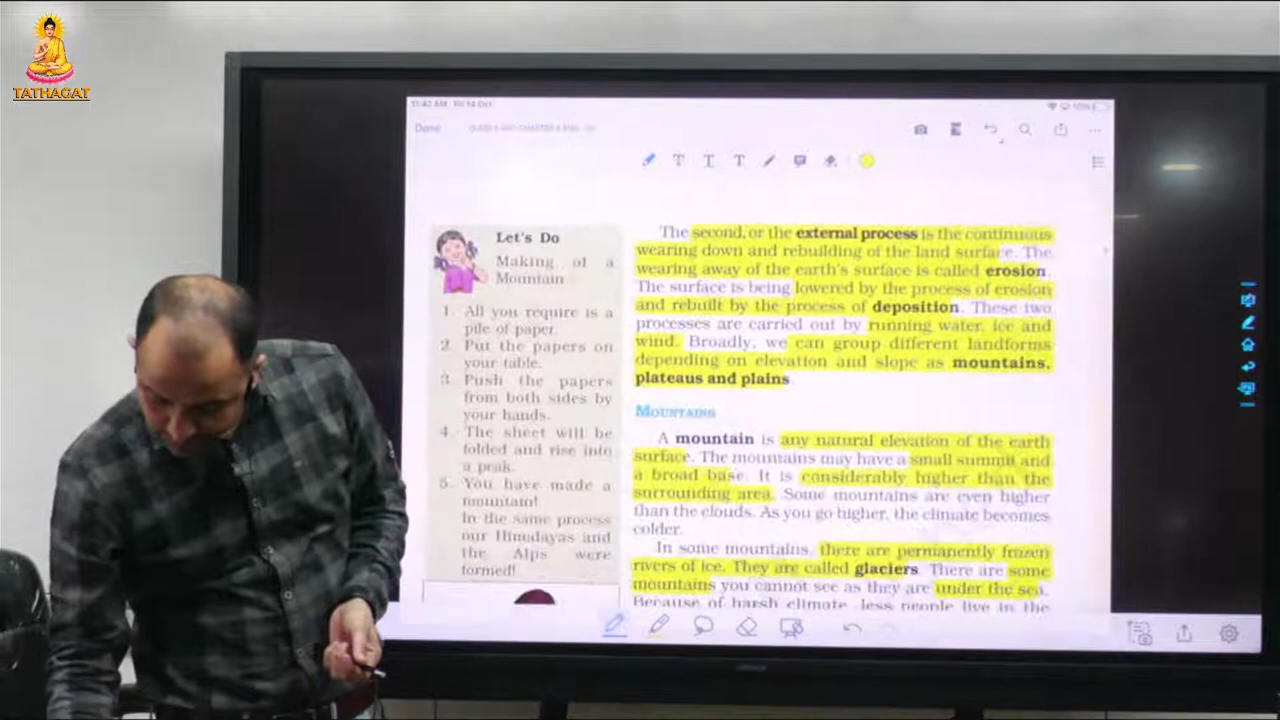 TATHAGAT
11:42 AM Fri 14 Oct
Done
Let's Do
Making of a
Mountain
1. All you require is a
pile of paper.
2. Put the papers on
your table.
3. Push the papers
from both sides by
your hands.
4. The sheet will be
folded and rise into
a peak.
5. You have made a
mountain!
In the same process
our Himalayas and
the Alps were
formed!
The second, or the external process is the continuous
wearing down and rebuilding of the land surface. The
wearing away of the earth's surface is called erosion.
The surface is being lowered by the process of erosion
and rebuilt by the process of deposition. These two
processes are carried out by running water, ice and
wind. Broadly, we can group different landforms
depending on elevation and slope as mountains,
plateaus and plains.
MOUNTAINS
A mountain is any natural elevation of the earth
surface. The mountains may have a small summit and
a broad base. It is considerably higher than the
surrounding area. Some mountains are even higher
than the clouds. As you go higher, the climate becomes
colder.
In some mountains, there are permanently frozen
rivers of ice. They are called glaciers. There are some
mountains you cannot see as they are under the sea.
Because of harsh climate, less people live in the